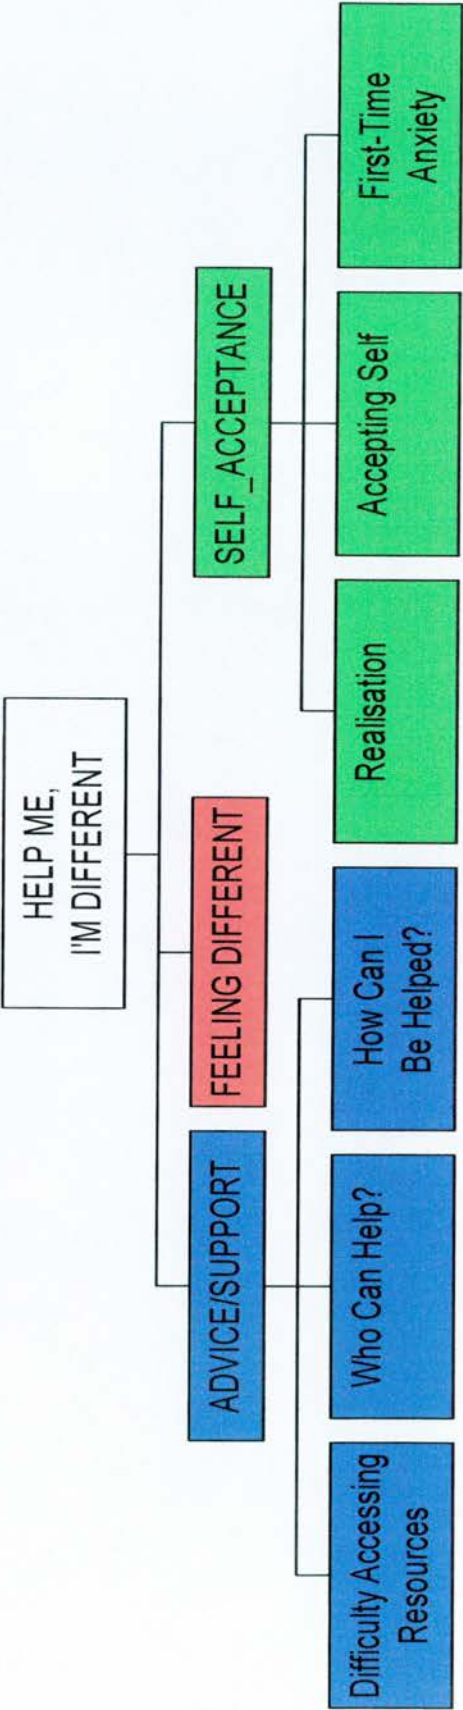 HELP ME,
I'M DIFFERENT
ADVICE/SUPPORT
FEELING DIFFERENT
SELF_ACCEPTANCE
Difficulty Accessing
Resources
Who Can Help?
How Can I
Be Helped?
Realisation
Accepting Self
First-Time
Anxiety